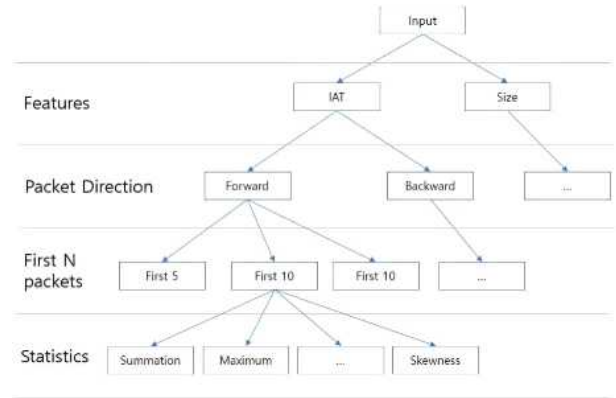 Input
Features
IAT
Size
Packet Direction
Forward
Backward
...
First N
packets
First 5
First 10
First 10
...
Statistics
Summation
Maximum
...
Skewness